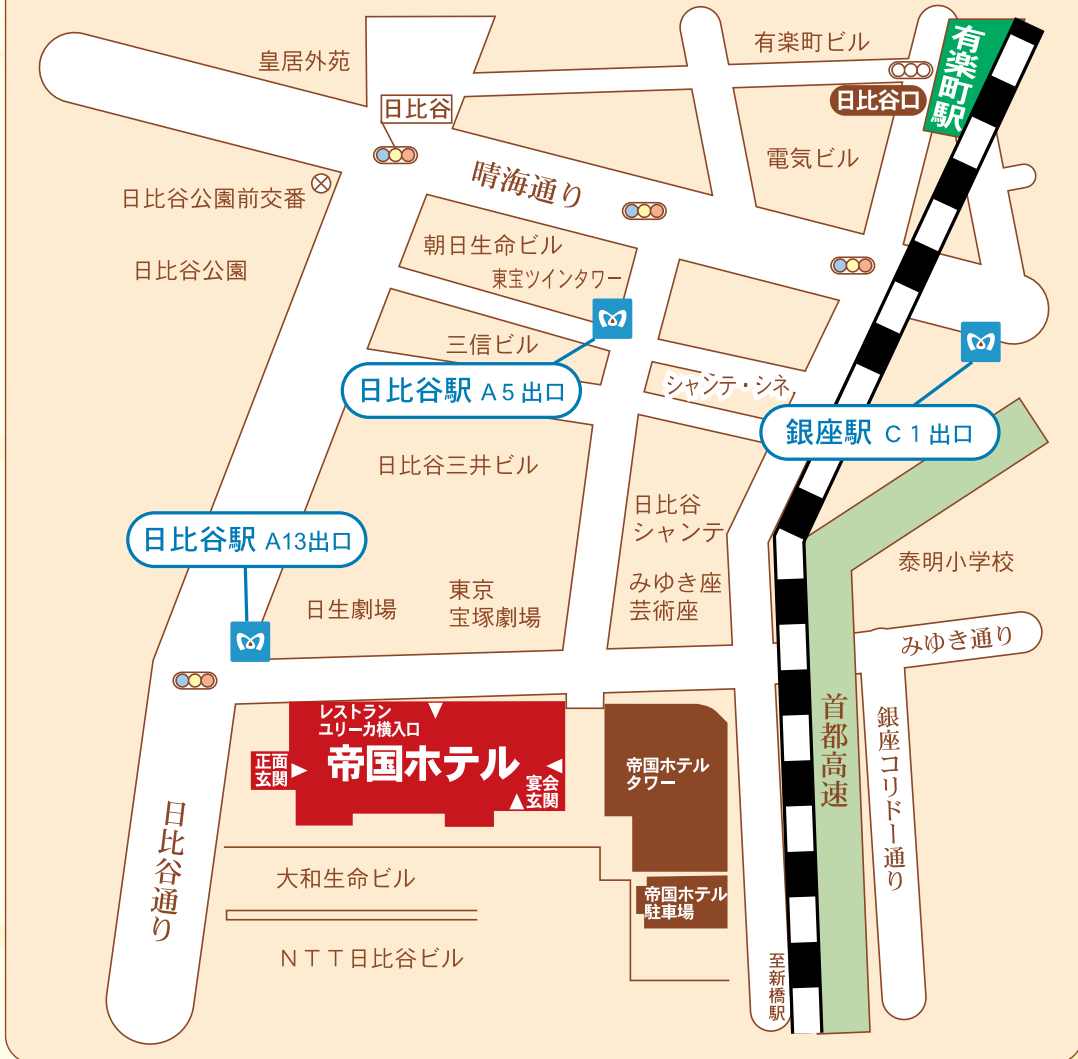 皇居外苑
有楽町ビル
有楽町駅
日比谷
日比谷口
電気ビル
晴海通り
日比谷公園前交番
朝日生命ビル
日比谷公園
東宝ツインタワー
三信ビル
日比谷駅 A5出口
シャンテ・シネ
銀座駅 C1出口
日比谷三井ビル
日比谷
シャンテ
日比谷駅 A13出口
泰明小学校
日生劇場
東京
宝塚劇場
みゆき座
芸術座
みゆき通り
レストラン
ユリーカ横入口
帝国ホテル
正面
玄関
宴会
玄関
帝国ホテル
タワー
首都高速
銀座コリドー通り
日比谷通り
大和生命ビル
帝国ホテル
駐車場
NTT日比谷ビル
至新橋駅